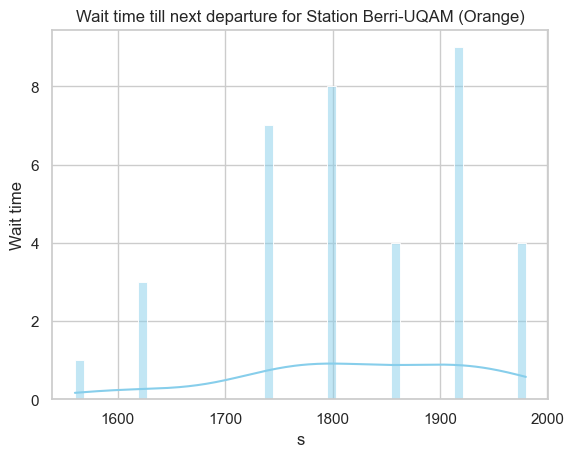 Wait time till next departure for Station Berri-UQAM (Orange)
Wait time
8
6
4
2
0
1600 1700 1800 1900 2000
s